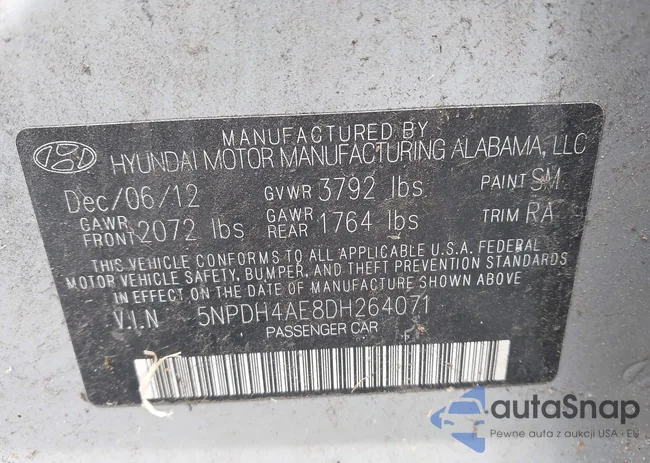 MANUFACTURED BY
HYUNDAI MOTOR MANUFACTURING ALABAMA, LLC
Dec/06/12 GVWR 3792 lbs PAINT SM
GAWR FRONT 2072 lbs GAWR REAR 1764 lbs TRIM RA
THIS VEHICLE CONFORMS TO ALL APPLICABLE U.S.A. FEDERAL
MOTOR VEHICLE SAFETY, BUMPER, AND THEFT PREVENTION STANDARDS
IN EFFECT ON THE DATE OF MANUFACTURE SHOWN ABOVE
V.I.N 5NPDH4AE8DH264071
PASSENGER CAR
autaSnap
Pewne auta z aukcji USA · EU